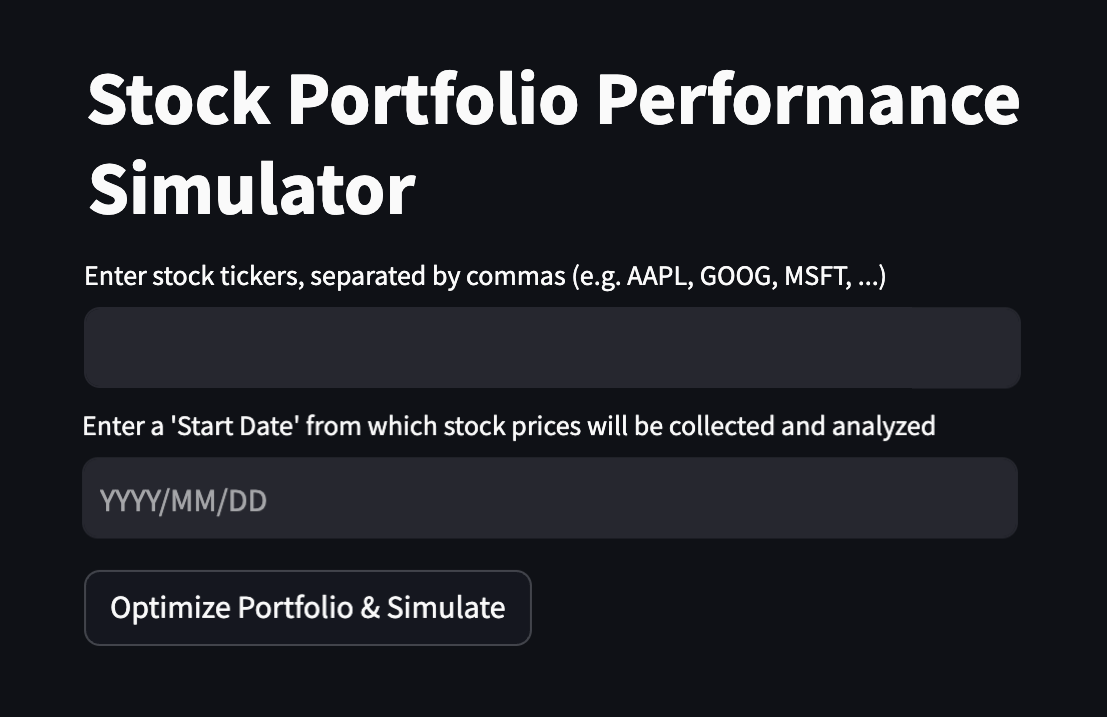 Stock Portfolio Performance
Simulator
Enter stock tickers, separated by commas (e.g. AAPL, GOOG, MSFT, ...)
Enter a 'Start Date' from which stock prices will be collected and analyzed
YYYY/MM/DD
Optimize Portfolio & Simulate